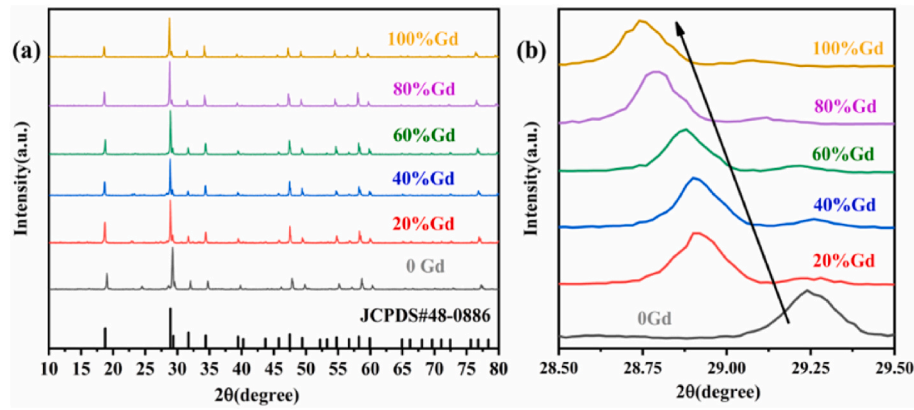 (a)
100%Gd
80%Gd
60%Gd
40%Gd
20%Gd
0 Gd
JCPDS#48-0886
Intensity(a.u.)
10 15 20 25 30 35 40 45 50 55 60 65 70 75 80
2θ(degree)
(b)
100%Gd
80%Gd
60%Gd
40%Gd
20%Gd
0Gd
Intensity(a.u.)
28.50 28.75 29.00 29.25 29.50
2θ(degree)